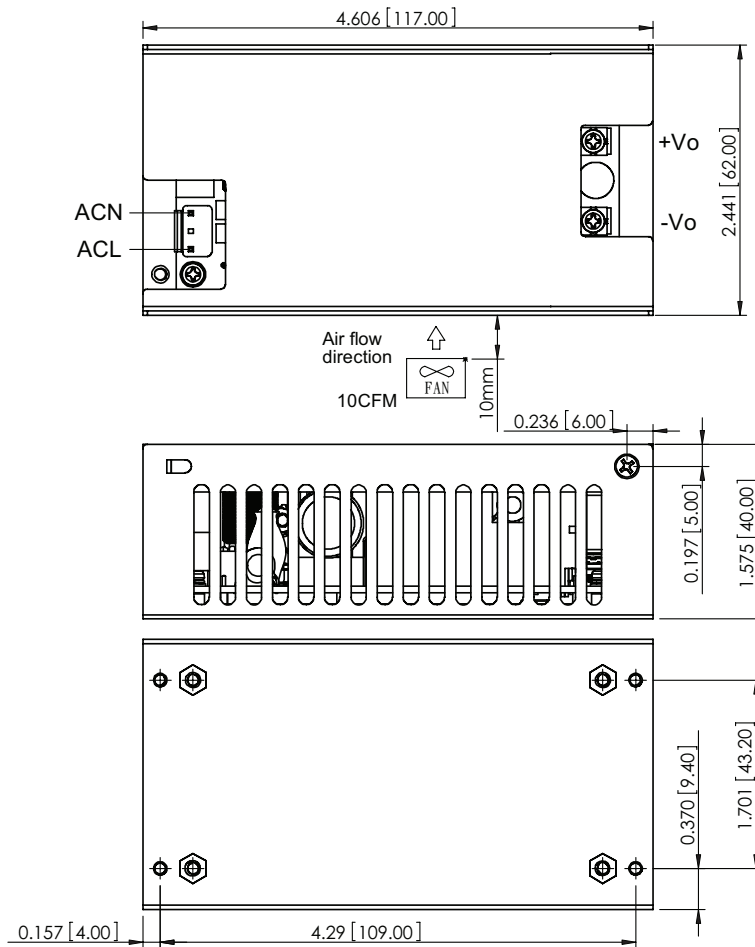 4.606 [117.00]
+Vo
2.441 [62.00]
ACN
-Vo
ACL
Air flow
direction
FAN
10CFM
10mm
0.236 [6.00]
0.197 [5.00]
1.575 [40.00]
1.701 [43.20]
0.370 [9.40]
0.157 [4.00]
4.29 [109.00]